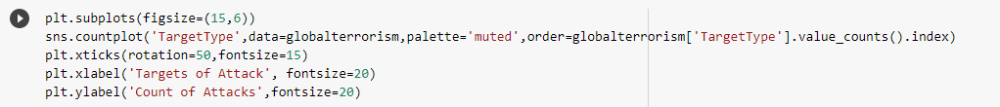 plt.subplots(figsize=(15,6))
sns.countplot('TargetType',data=globalterrorism,palette='muted',order=globalterrorism['TargetType'].value_counts().index)
plt.xticks(rotation=50,fontsize=15)
plt.xlabel('Targets of Attack', fontsize=20)
plt.ylabel('Count of Attacks',fontsize=20)